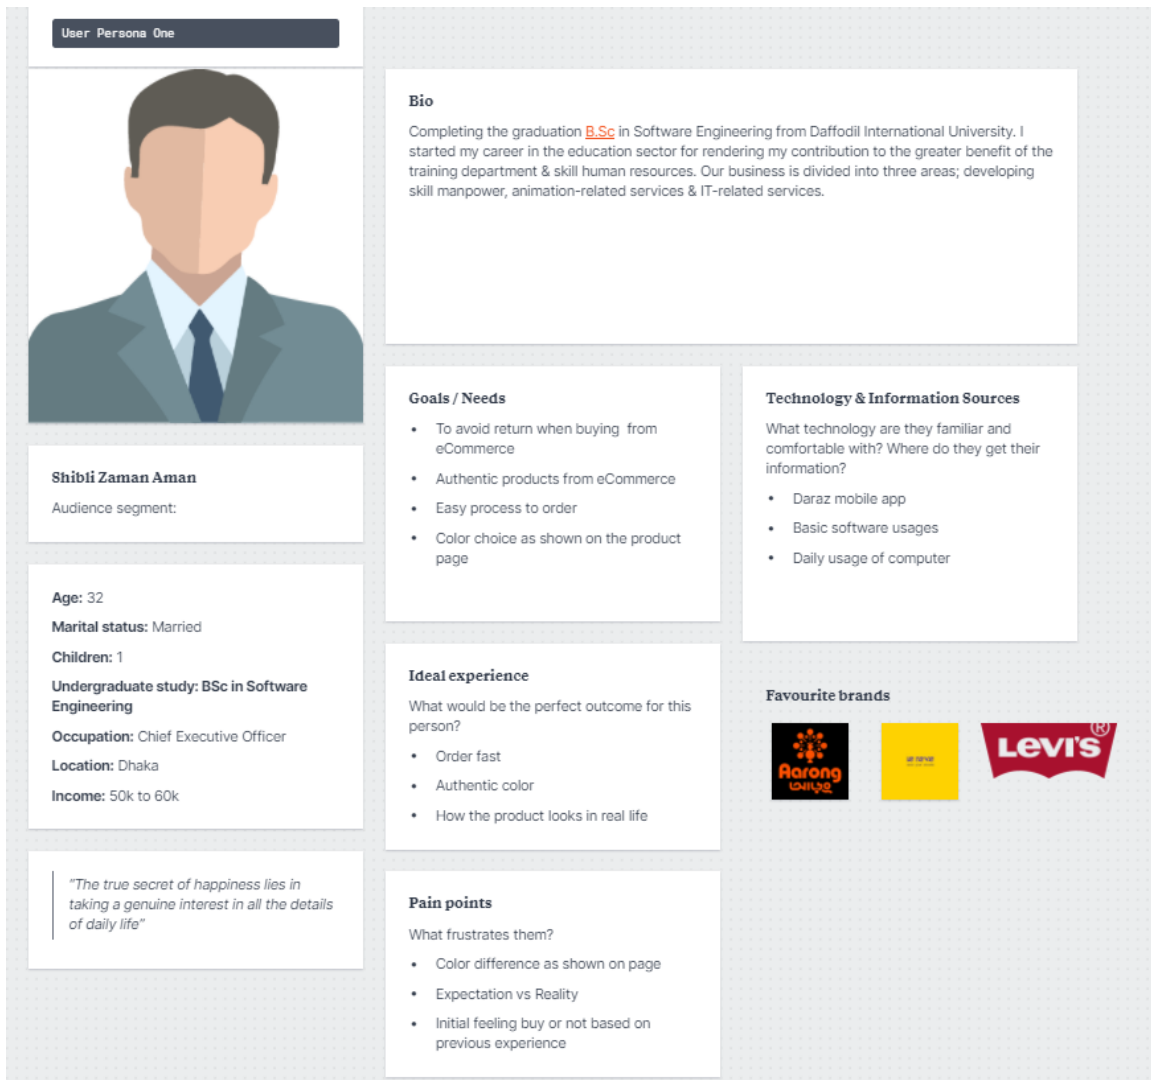 User Persona One
Bio
Completing the graduation B.Sc in Software Engineering from Daffodil International University. I
started my career in the education sector for rendering my contribution to the greater benefit of the
training department & skill human resources. Our business is divided into three areas; developing
skill manpower, animation-related services & IT-related services.
Shibli Zaman Aman
Audience segment:
Age: 32
Marital status: Married
Children: 1
Undergraduate study: BSc in Software
Engineering
Occupation: Chief Executive Officer
Location: Dhaka
Income: 50k to 60k
"The true secret of happiness lies in
taking a genuine interest in all the details
of daily life"
Goals / Needs
• To avoid return when buying  from
eCommerce
• Authentic products from eCommerce
• Easy process to order
• Color choice as shown on the product
page
Ideal experience
What would be the perfect outcome for this
person?
• Order fast
• Authentic color
• How the product looks in real life
Pain points
What frustrates them?
• Color difference as shown on page
• Expectation vs Reality
• Initial feeling buy or not based on
previous experience
Technology & Information Sources
What technology are they familiar and
comfortable with? Where do they get their
information?
• Daraz mobile app
• Basic software usages
• Daily usage of computer
Favourite brands
Aarong
আড়ং
LEVI'S®